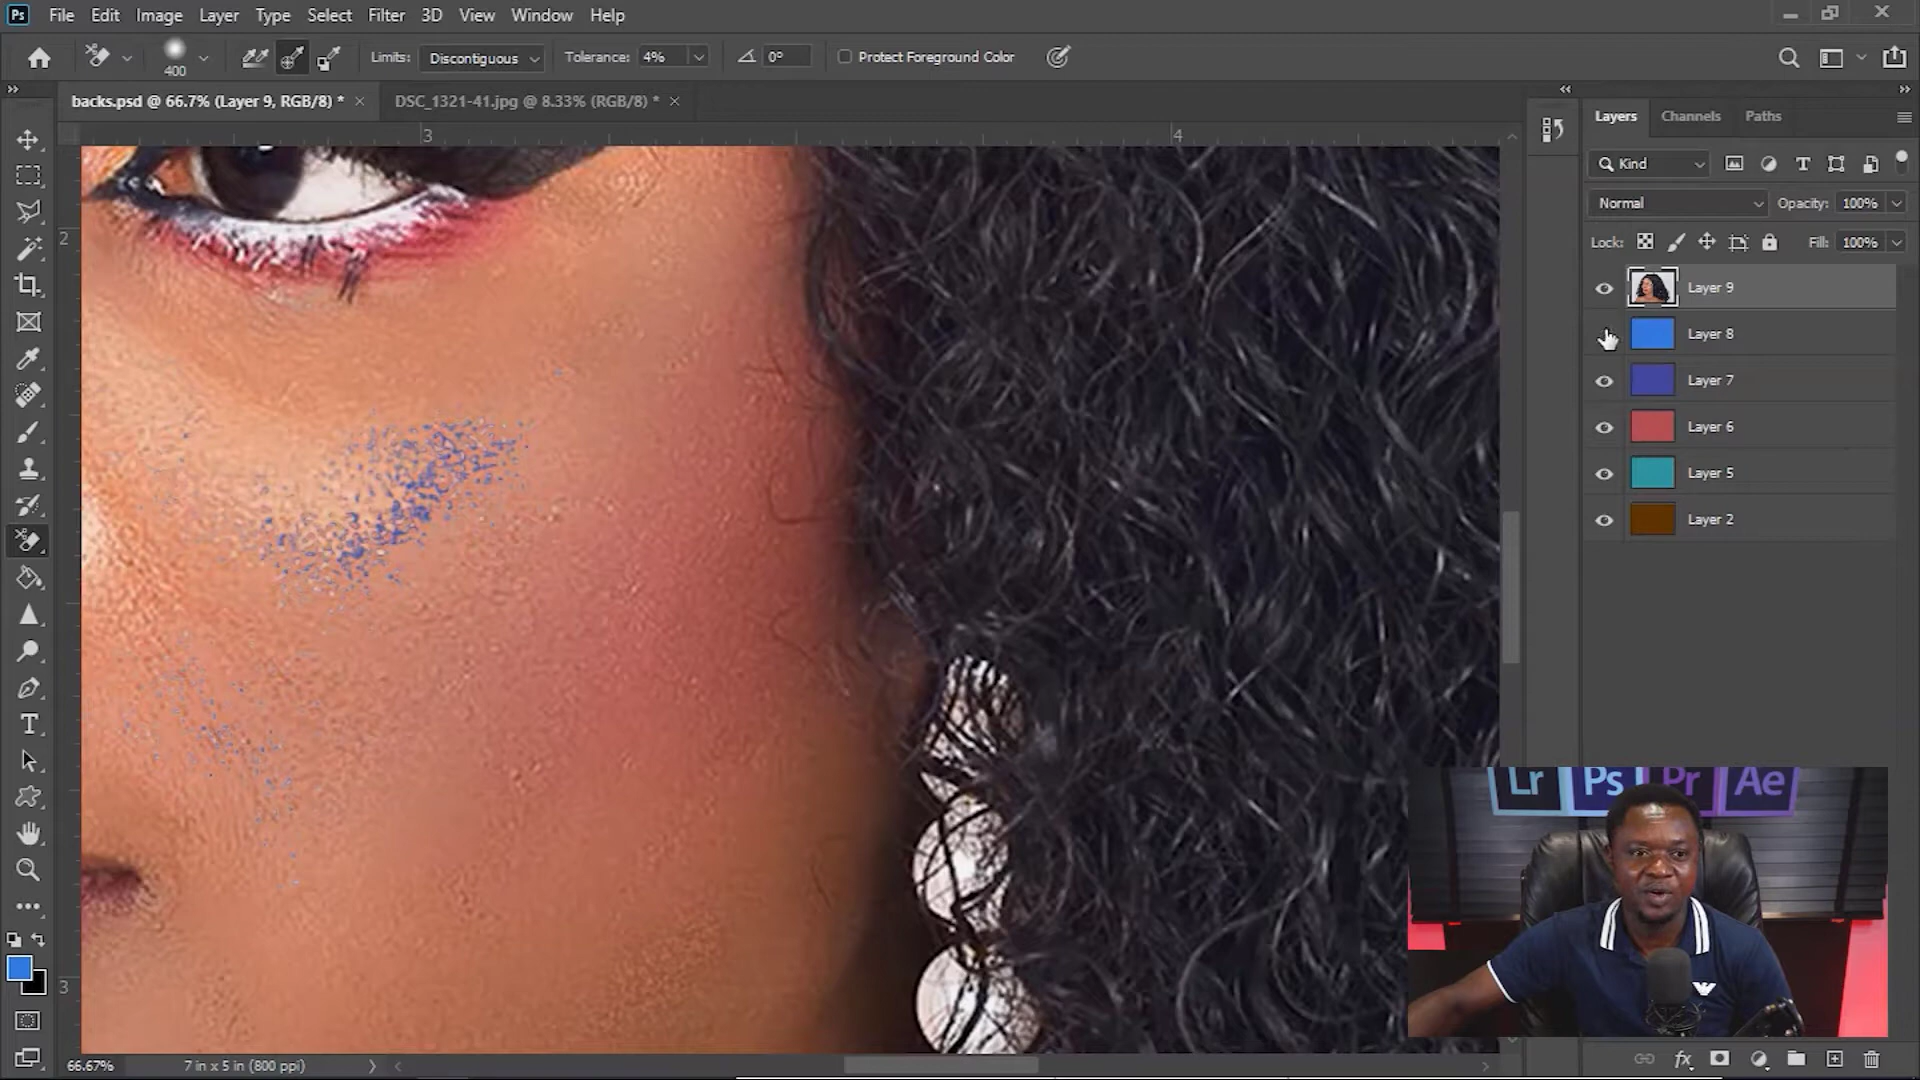 Ps File Edit Image Layer Type Select Filter 3D View Window Help
400 Limits: Discontiguous Tolerance: 4% 0° Protect Foreground Color
backs.psd @ 66.7% (Layer 9, RGB/8) * × DSC_1321-41.jpg @ 8.33% (RGB/8) * ×
Layers Channels Paths
3 4
Kind
2
Normal Opacity: 100%
Lock: Fill: 100%
Layer 9
Layer 8
Layer 7
Layer 6
Layer 5
Layer 2
Lr Ps Pr Ae
3
66.67% 7 in x 5 in (800 ppi)
fx